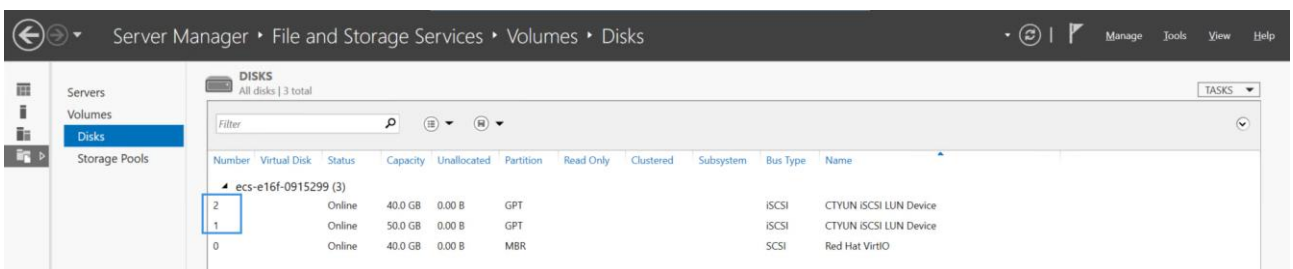 Server Manager • File and Storage Services • Volumes • Disks
Manage Tools View Help
Servers
Volumes
Disks
Storage Pools
DISKS
All disks | 3 total
TASKS
Filter
Number Virtual Disk Status Capacity Unallocated Partition Read Only Clustered Subsystem Bus Type Name
ecs-e16f-0915299 (3)
2 Online 40.0 GB 0.00 B GPT iSCSI CTYUN iSCSI LUN Device
1 Online 50.0 GB 0.00 B GPT iSCSI CTYUN iSCSI LUN Device
0 Online 40.0 GB 0.00 B MBR SCSI Red Hat VirtIO